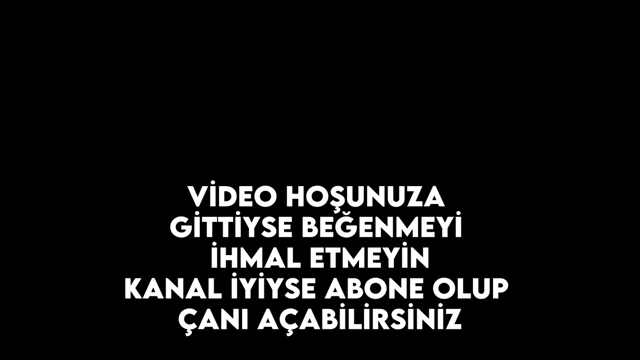 VİDEO HOŞUNUZA
GİTTİYSE BEĞENMEYİ
İHMAL ETMEYİN
KANAL İYİYSE ABONE OLUP
ÇANI AÇABİLİRSİNİZ